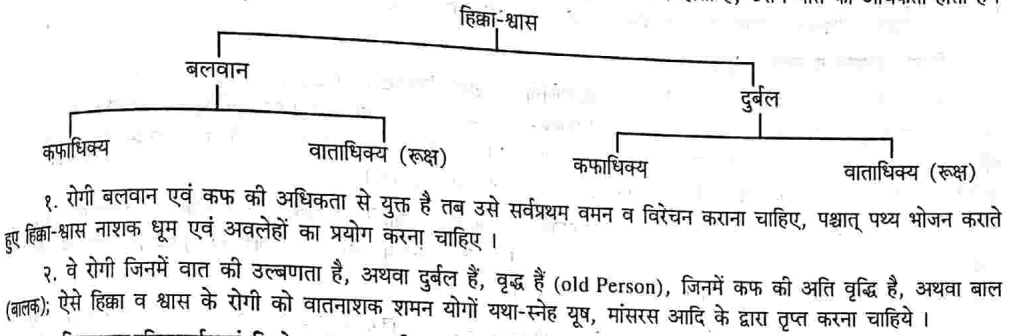 हिक्का-श्वास
बलवान
दुर्बल
कफाधिक्य
वाताधिक्य (रूक्ष)
कफाधिक्य
वाताधिक्य (रूक्ष)
१. रोगी बलवान एवं कफ की अधिकता से युक्त है तब उसे सर्वप्रथम वमन व विरेचन कराना चाहिए, पश्चात् पथ्य भोजन कराते
हुए हिक्का-श्वास नाशक धूम एवं अवलेहों का प्रयोग करना चाहिए ।
२. वे रोगी जिनमें वात की उल्बणता है, अथवा दुर्बल हैं, वृद्ध हैं (old Person), जिनमें कफ की अति वृद्धि है, अथवा बाल
(बालक); ऐसे हिक्का व श्वास के रोगी को वातनाशक शमन योगों यथा-स्नेह यूष, मांसरस आदि के द्वारा तृप्त करना चाहिये ।